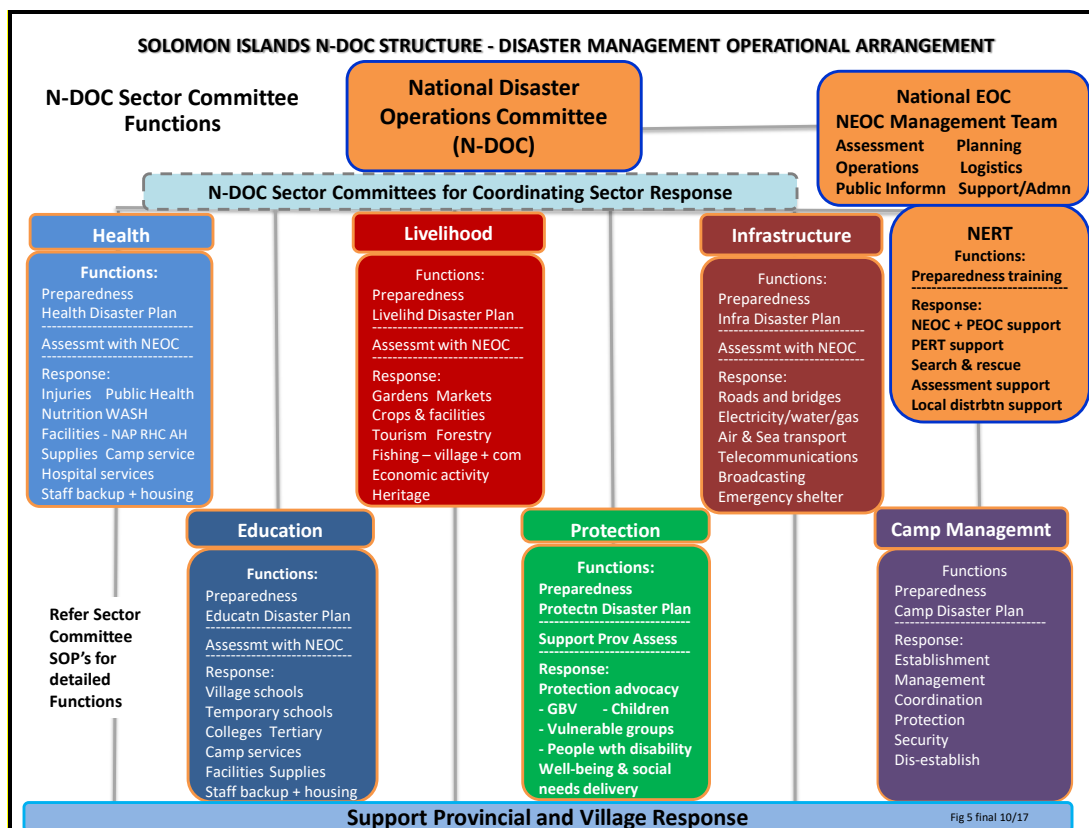 SOLOMON ISLANDS N-DOC STRUCTURE - DISASTER MANAGEMENT OPERATIONAL ARRANGEMENT
N-DOC Sector Committee
Functions
National Disaster
Operations Committee
(N-DOC)
National EOC
NEOC Management Team
Assessment Planning
Operations Logistics
Public Informn Support/Admn
N-DOC Sector Committees for Coordinating Sector Response
Health
Functions:
Preparedness
Health Disaster Plan
Assessmt with NEOC
Response:
Injuries Public Health
Nutrition WASH
Facilities - NAP RHC AH
Supplies Camp service
Hospital services
Staff backup + housing
Livelihood
Functions:
Preparedness
Livelihd Disaster Plan
Assessmt with NEOC
Response:
Gardens Markets
Crops & facilities
Tourism Forestry
Fishing – village + com
Economic activity
Heritage
Infrastructure
Functions:
Preparedness
Infra Disaster Plan
Assessmt with NEOC
Response:
Roads and bridges
Electricity/water/gas
Air & Sea transport
Telecommunications
Broadcasting
Emergency shelter
NERT
Functions:
Preparedness training
Response:
NEOC + PEOC support
PERT support
Search & rescue
Assessment support
Local distrbtn support
Refer Sector
Committee
SOP's for
detailed
Functions
Education
Functions:
Preparedness
Educatn Disaster Plan
Assessmt with NEOC
Response:
Village schools
Temporary schools
Colleges Tertiary
Camp services
Facilities Supplies
Staff backup + housing
Protection
Functions:
Preparedness
Protectn Disaster Plan
Support Prov Assess
Response:
Protection advocacy
- GBV - Children
- Vulnerable groups
- People wth disability
Well-being & social
needs delivery
Camp Managemnt
Functions
Preparedness
Camp Disaster Plan
Response:
Establishment
Management
Coordination
Protection
Security
Dis-establish
Support Provincial and Village Response
Fig 5 final 10/17